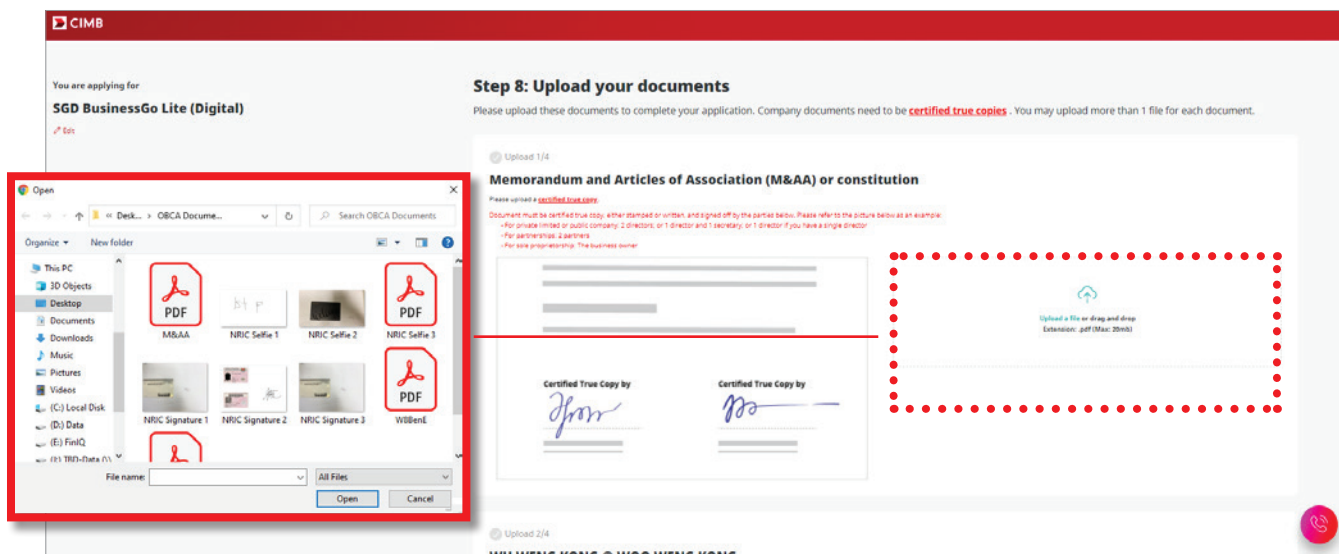 CIMB
You are applying for
SGD BusinessGo Lite (Digital)
Edit
Step 8: Upload your documents
Please upload these documents to complete your application. Company documents need to be certified true copies . You may upload more than 1 file for each document.
Upload 1/4
Memorandum and Articles of Association (M&AA) or constitution
Please upload a certified true copy.
Document must be certified true copy, either stamped or written, and signed off by the parties below. Please refer to the picture below as an example:
- For private limited or public company: 2 directors; or 1 director and 1 secretary; or 1 director if you have a single director
- For partnerships: 2 partners
- For sole proprietorship: The business owner
Certified True Copy by
Certified True Copy by
Upload a file or drag and drop
Extension: .pdf (Max: 20mb)
Upload 2/4
Open
« Desk... > OBCA Docume...
Search OBCA Documents
Organize
New folder
This PC
3D Objects
Desktop
Documents
Downloads
Music
Pictures
Videos
(C:) Local Disk
(D:) Data
(E:) FinIQ
PDF
M&AA
NRIC Selfie 1
NRIC Selfie 2
PDF
NRIC Selfie 3
NRIC Signature 1
NRIC Signature 2
NRIC Signature 3
PDF
W8BenE
File name:
All Files
Open
Cancel